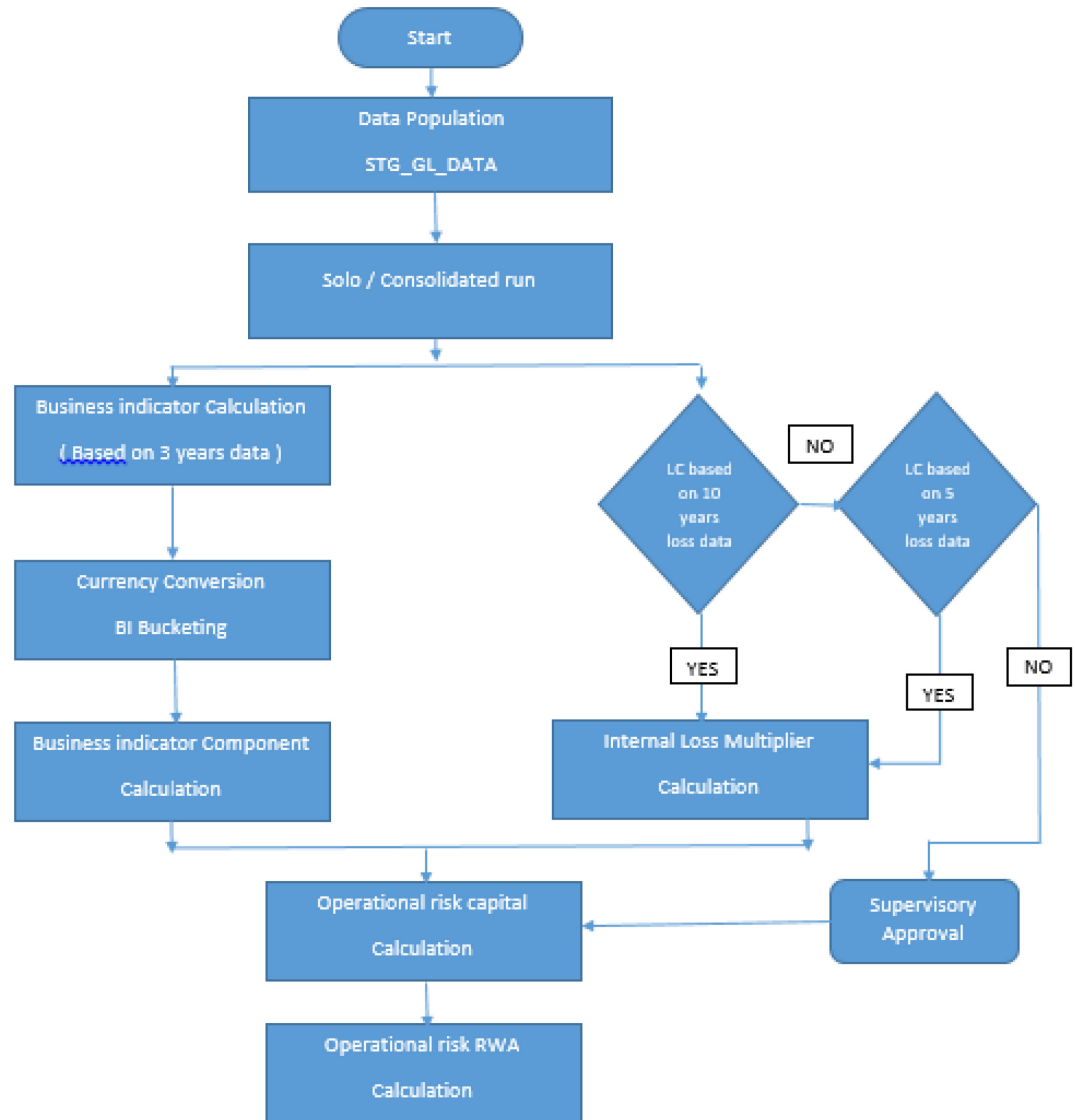 Start
Data Population
STG_GL_DATA
Solo / Consolidated run
Business indicator Calculation
( Based on 3 years data )
Currency Conversion
BI Bucketing
Business indicator Component
Calculation
LC based
on 10
years
loss data
NO
LC based
on 5
years
loss data
YES
YES
NO
Internal Loss Multiplier
Calculation
Operational risk capital
Calculation
Supervisory
Approval
Operational risk RWA
Calculation